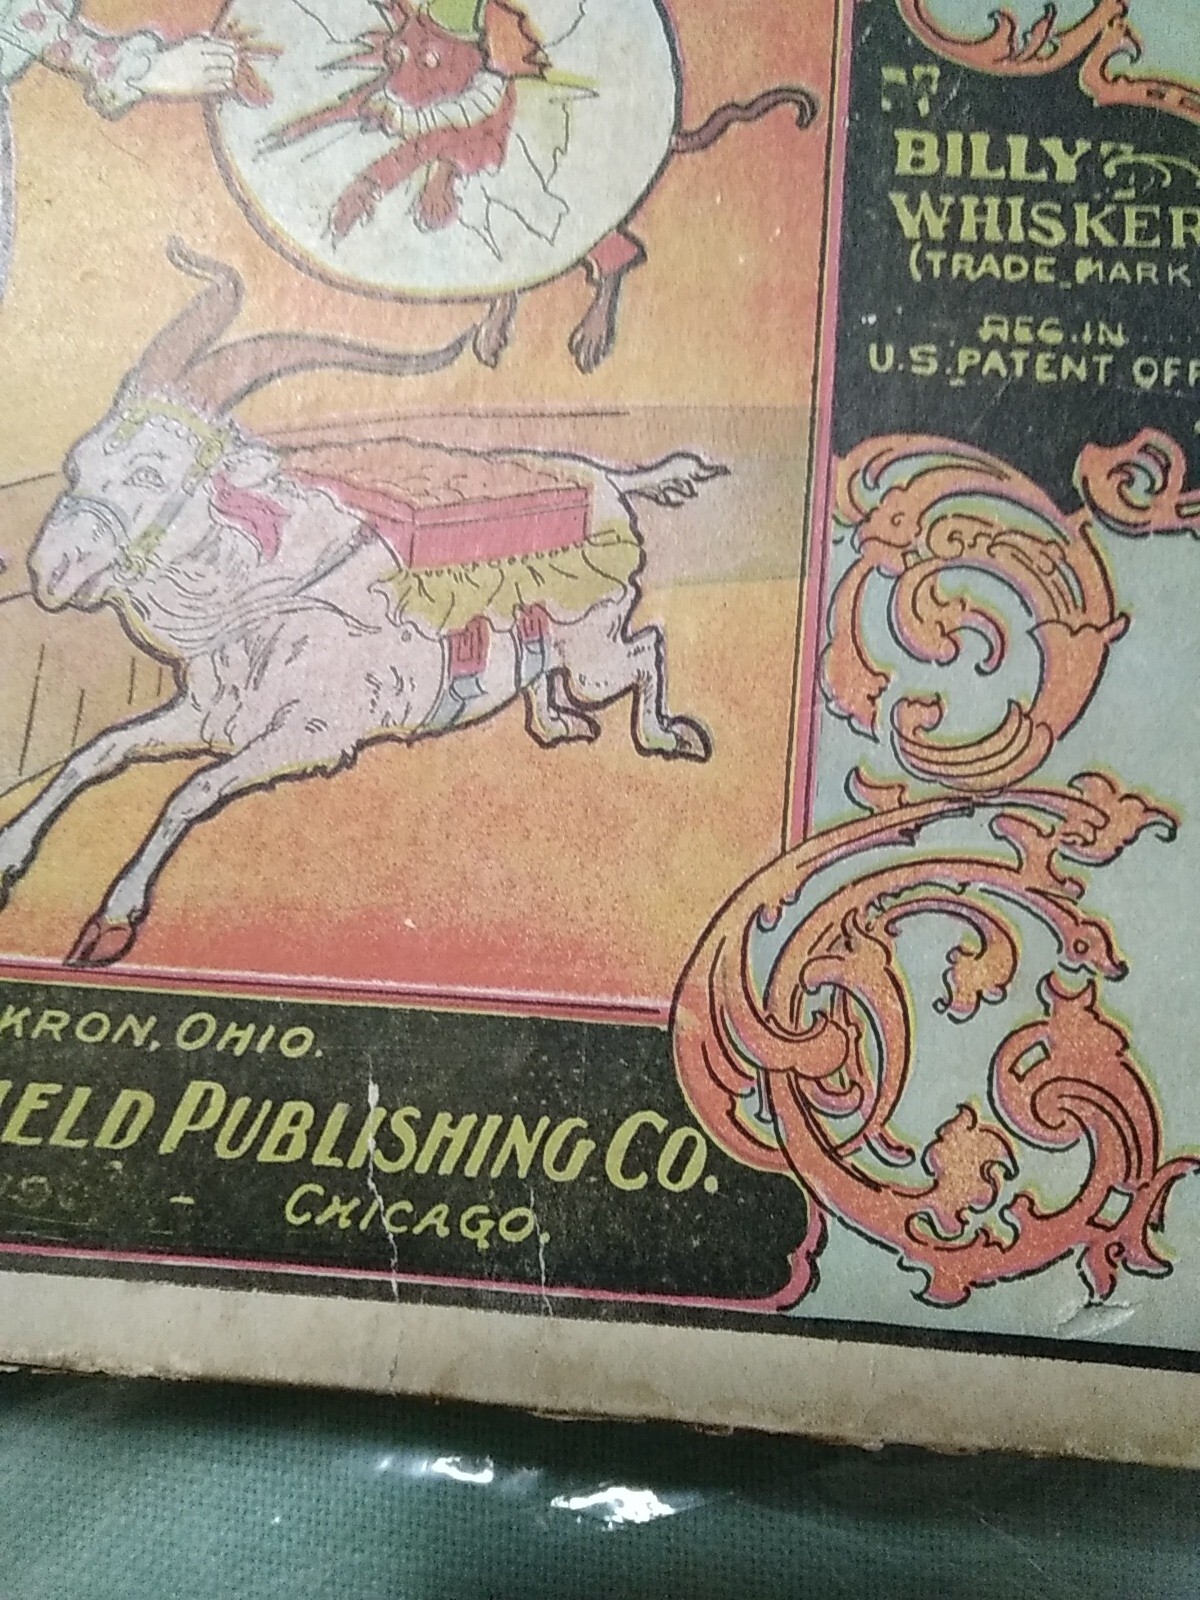 BILLY
WHISKER
(TRADE MARK
REG. IN
U.S. PATENT OFF
KRON, OHIO.
IELD PUBLISHING CO.
CHICAGO.